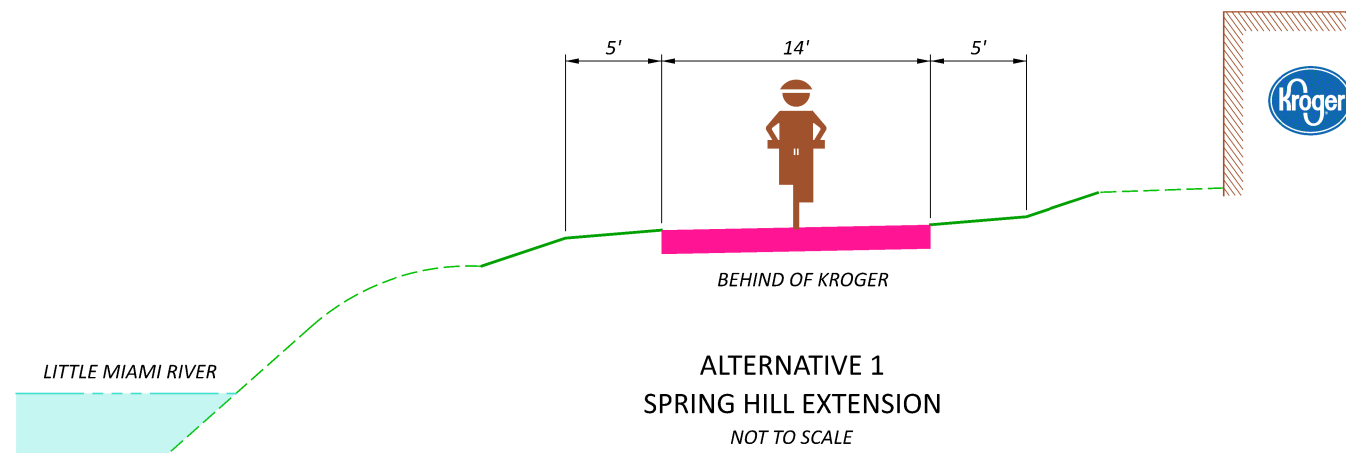 5' 14' 5'
Kroger
BEHIND OF KROGER
LITTLE MIAMI RIVER
ALTERNATIVE 1
SPRING HILL EXTENSION
NOT TO SCALE